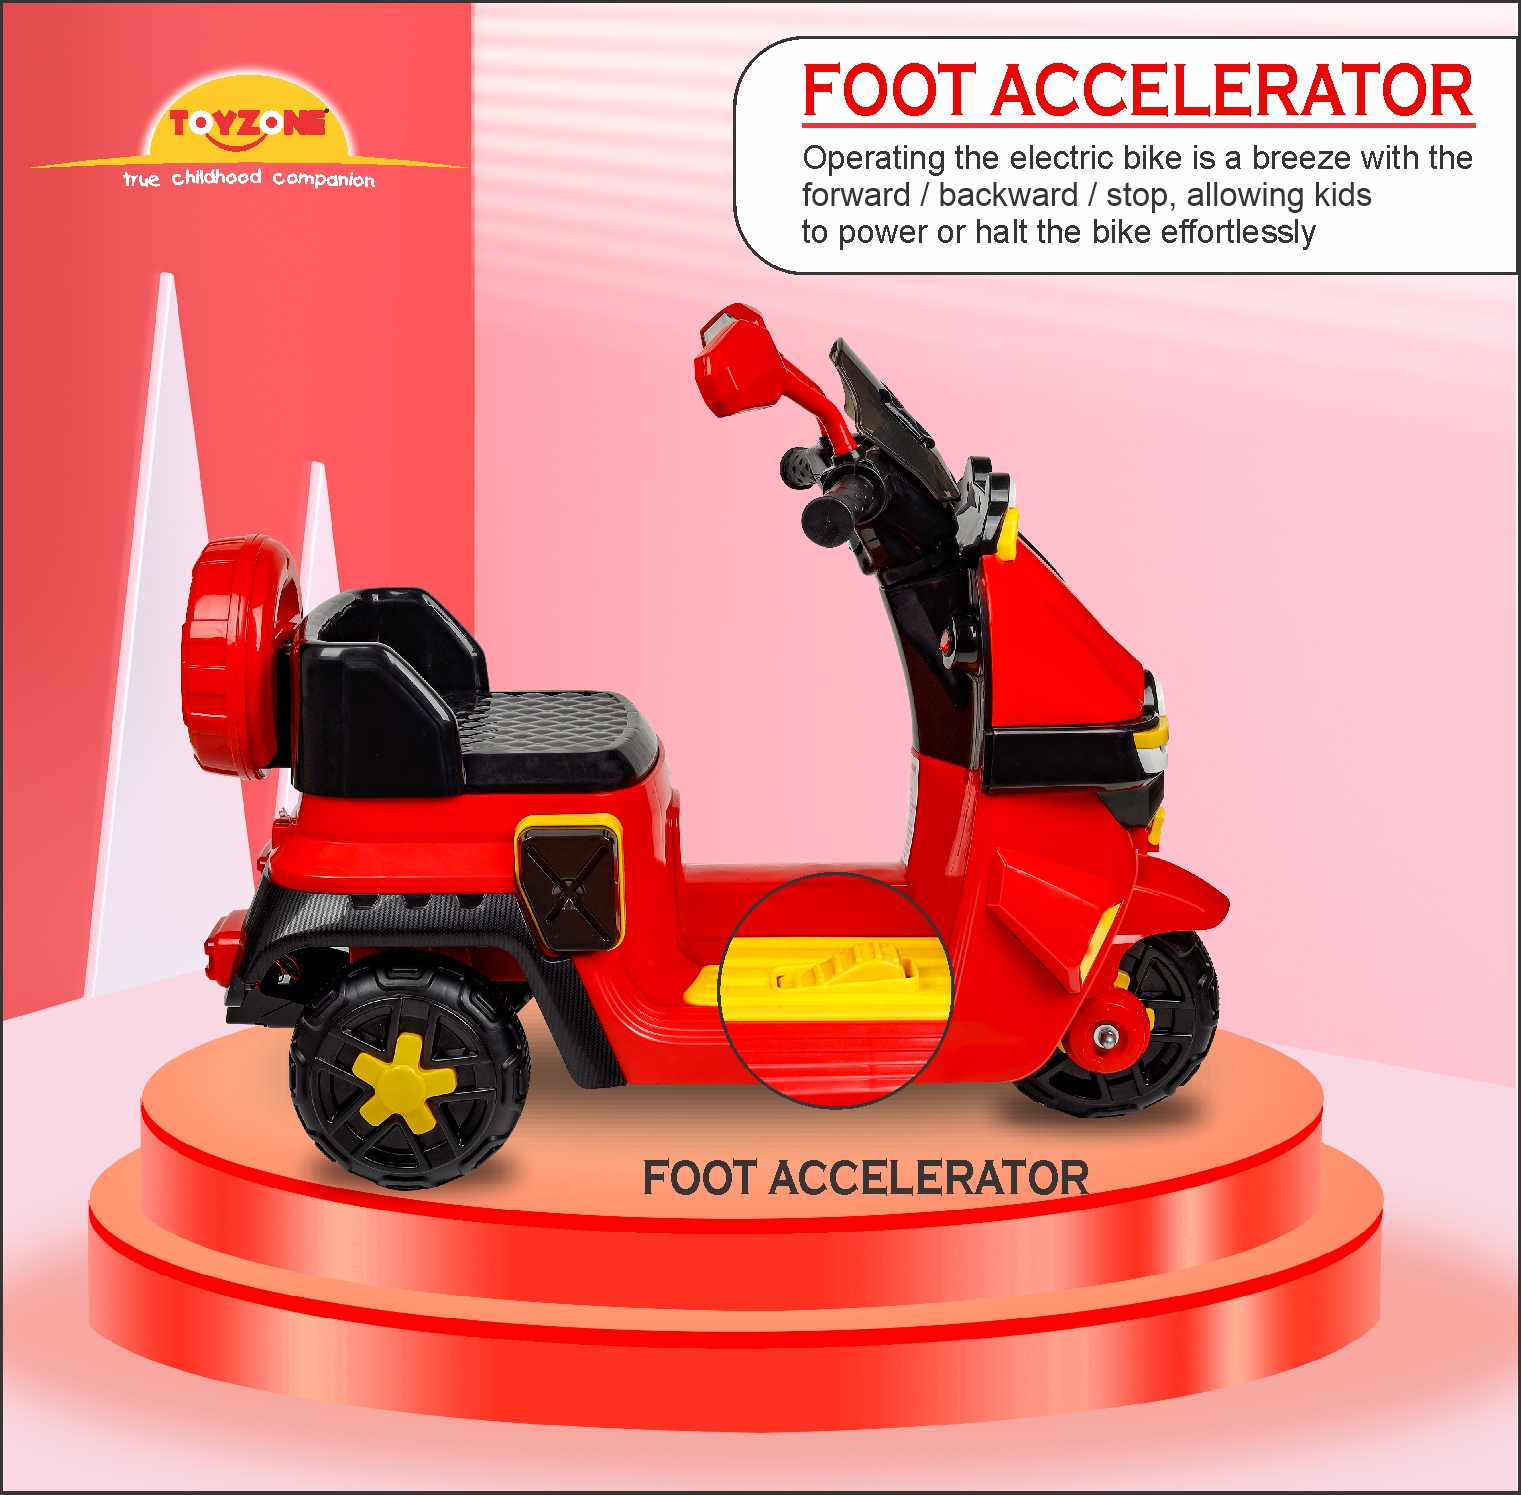 TOYZONE
true childhood companion
FOOT ACCELERATOR
Operating the electric bike is a breeze with the
forward / backward / stop, allowing kids
to power or halt the bike effortlessly
FOOT ACCELERATOR